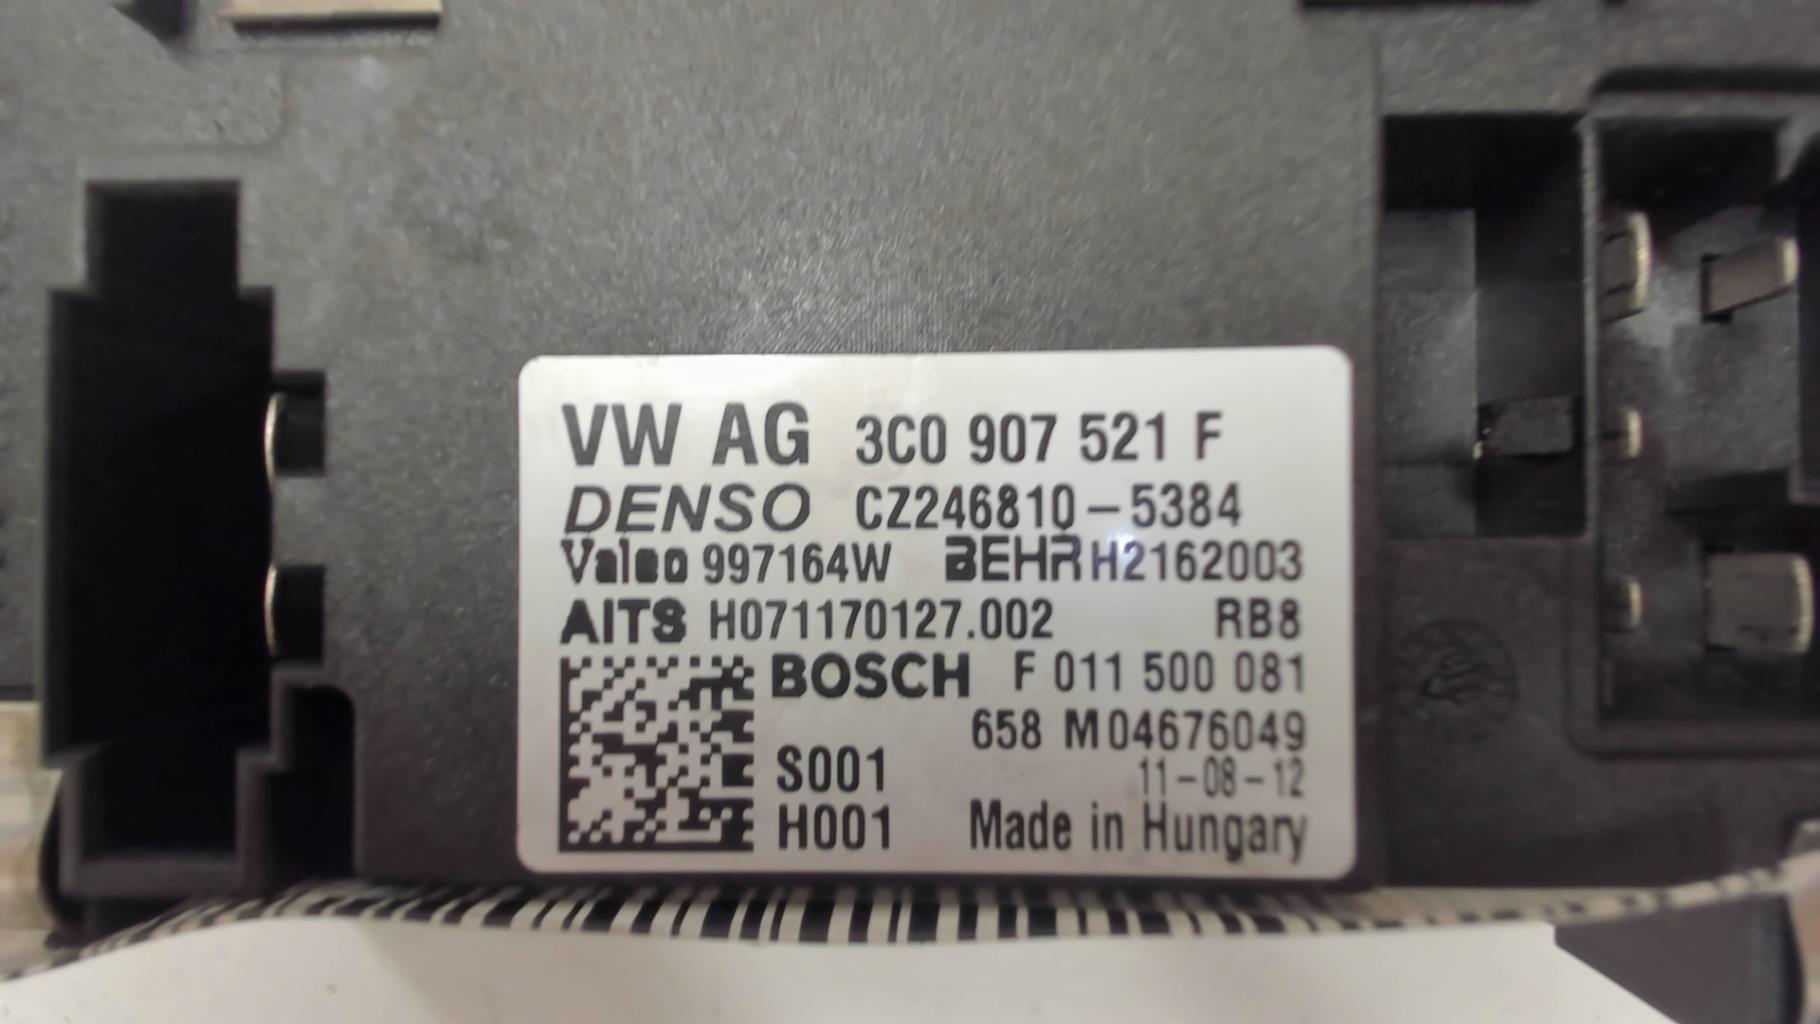 VW AG 3C0 907 521 F
DENSO CZ246810-5384
Valeo 997164W BEHR H2162003
AITS H071170127.002 RB8
BOSCH F 011 500 081
658 M04676049
S001 11-08-12
H001 Made in Hungary